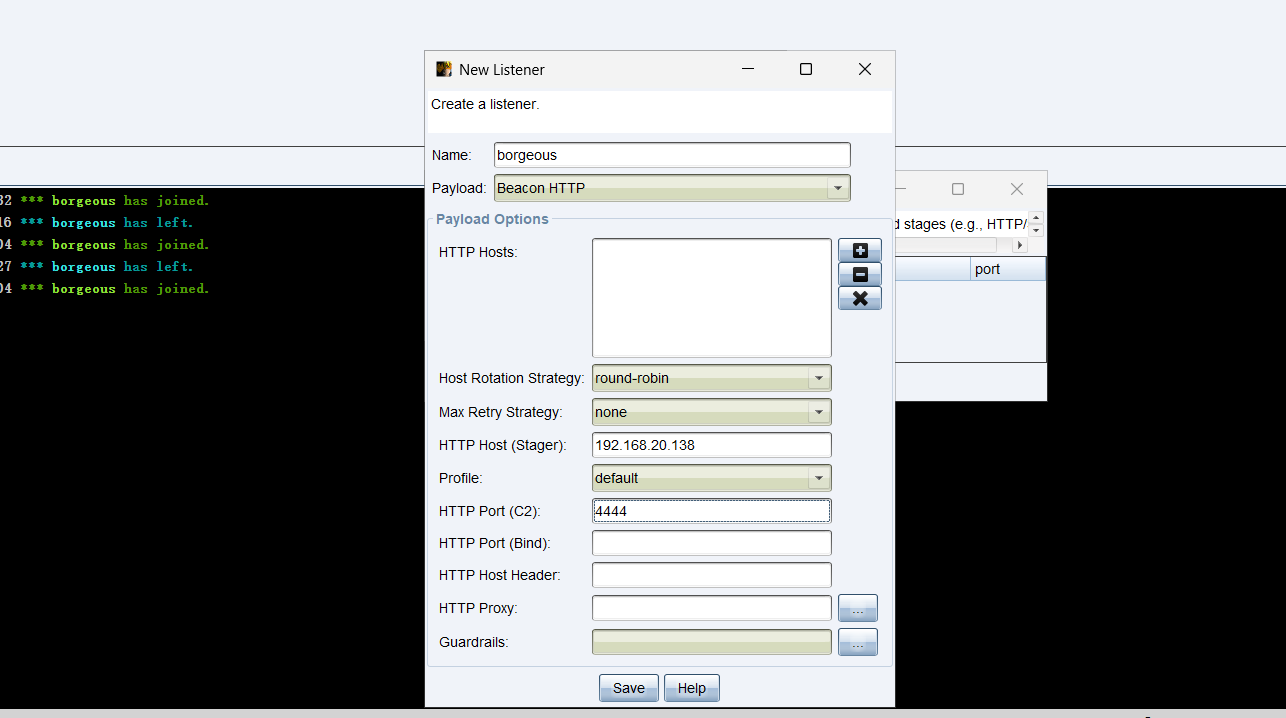 New Listener
Create a listener.
Name: borgeous
Payload: Beacon HTTP
Payload Options
HTTP Hosts:
Host Rotation Strategy: round-robin
Max Retry Strategy: none
HTTP Host (Stager): 192.168.20.138
Profile: default
HTTP Port (C2): 4444
HTTP Port (Bind):
HTTP Host Header:
HTTP Proxy: ...
Guardrails: ...
Save Help
32 *** borgeous has joined.
16 *** borgeous has left.
04 *** borgeous has joined.
27 *** borgeous has left.
04 *** borgeous has joined.
d stages (e.g., HTTP/
port